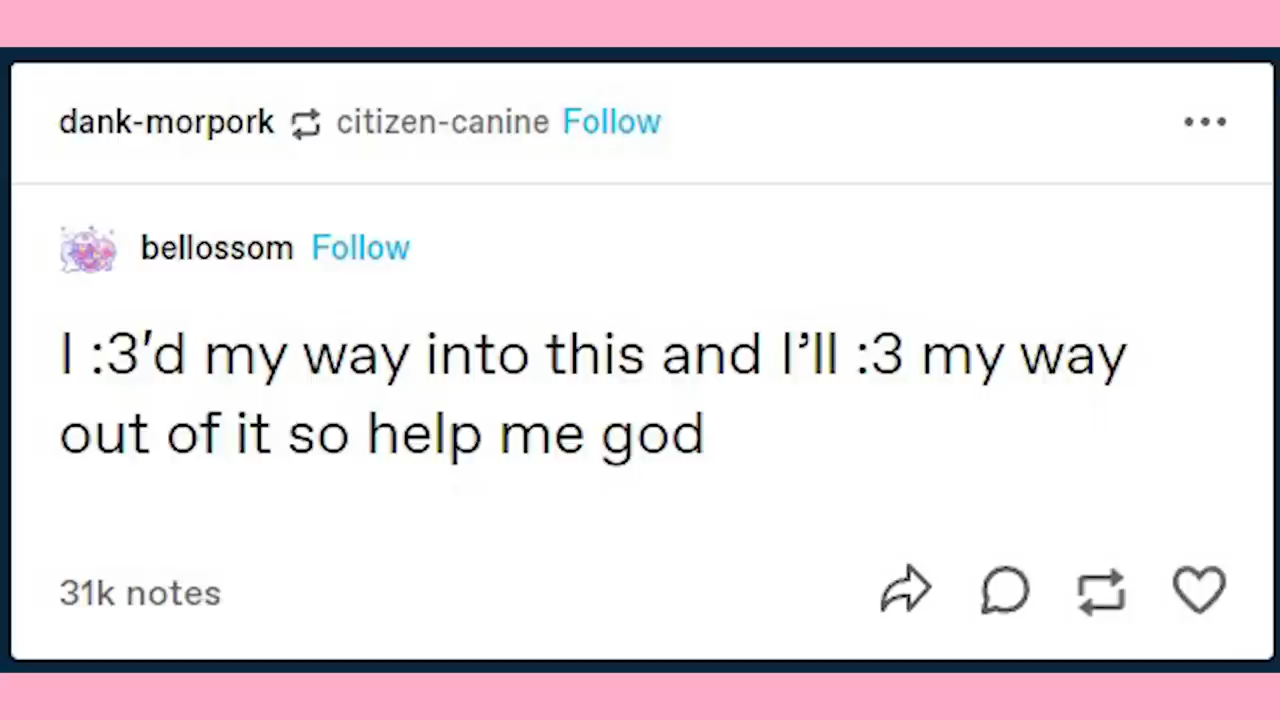 dank-morpork citizen-canine Follow
bellossom Follow
I :3'd my way into this and I’ll :3 my way
out of it so help me god
31k notes